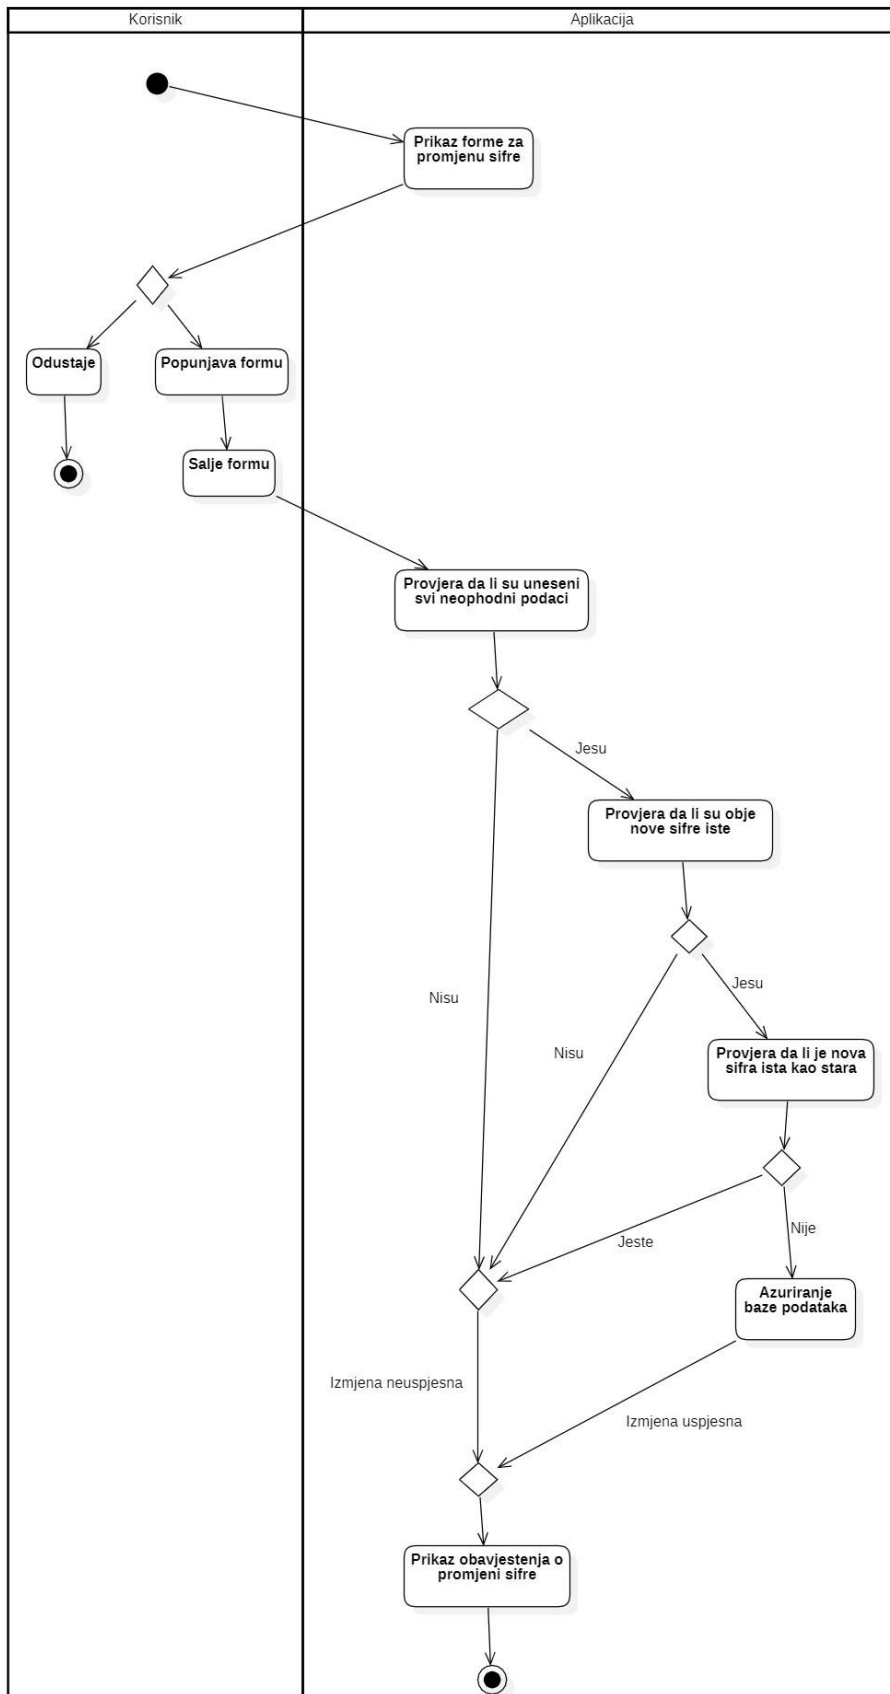 Korisnik
Aplikacija
Prikaz forme za
promjenu sifre
Odustaje
Popunjava formu
Salje formu
Provjera da li su uneseni
svi neophodni podaci
Jesu
Provjera da li su obje
nove sifre iste
Nisu
Jesu
Nisu
Provjera da li je nova
sifra ista kao stara
Nije
Jeste
Azuriranje
baze podataka
Izmjena neuspjesna
Izmjena uspjesna
Prikaz obavjestenja o
promjeni sifre